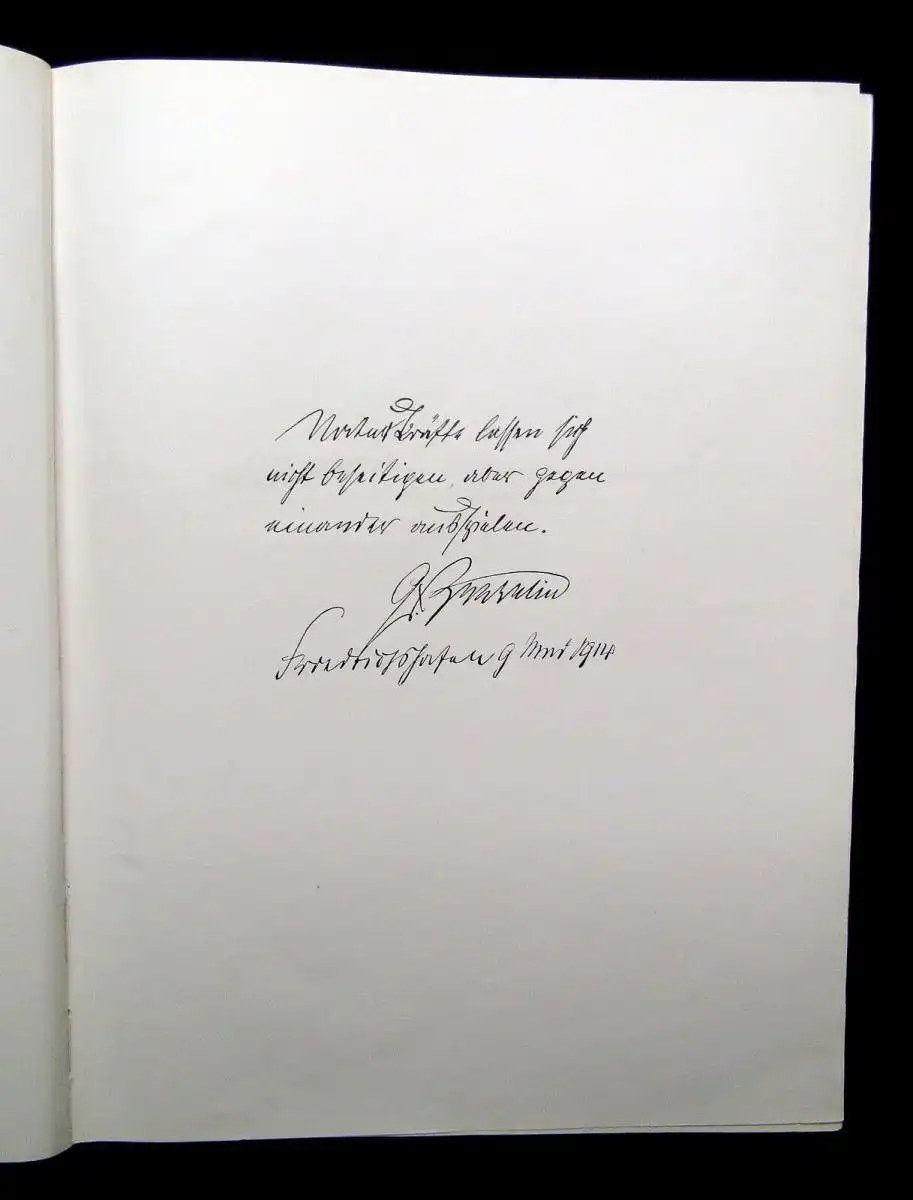 Naturkräfte lassen sich
nicht beseitigen, aber gegen
einander ausspielen.
Gf Zeppelin
Friedrichshafen 9 Mai 1914